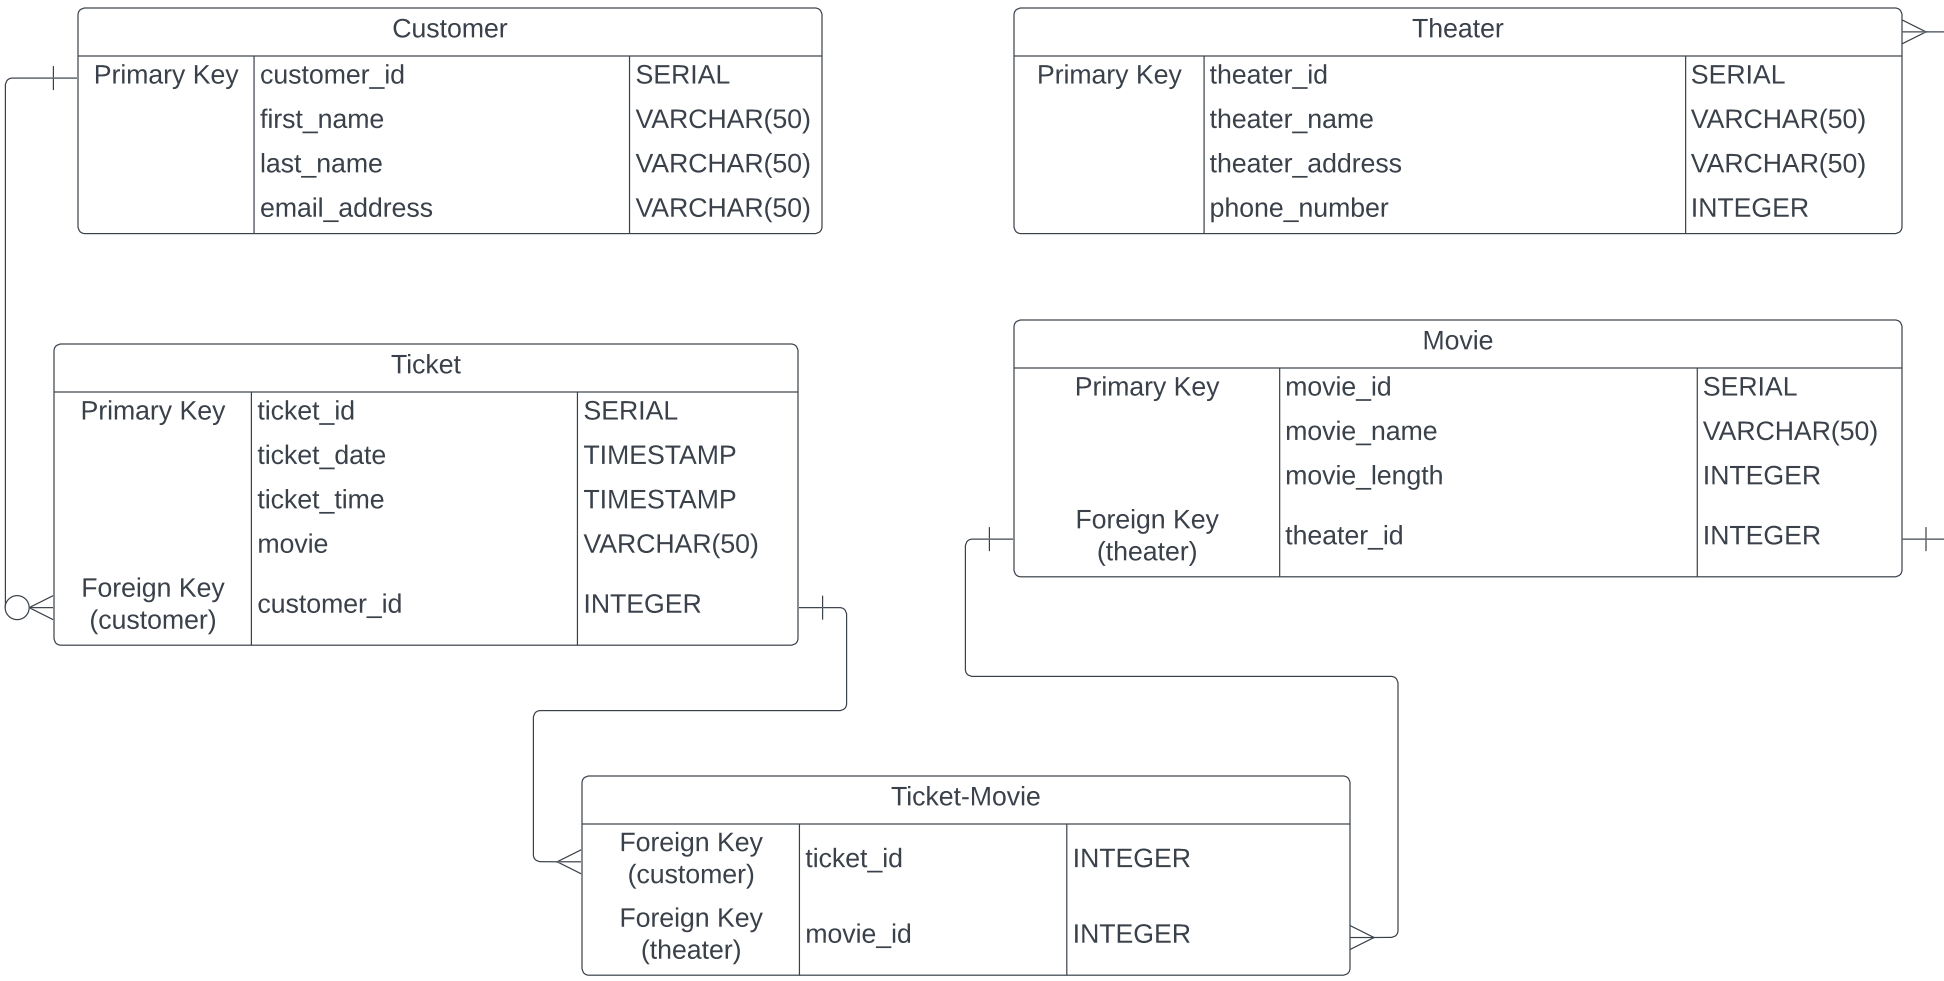 Customer
Primary Key customer_id SERIAL
first_name VARCHAR(50)
last_name VARCHAR(50)
email_address VARCHAR(50)
Theater
Primary Key theater_id SERIAL
theater_name VARCHAR(50)
theater_address VARCHAR(50)
phone_number INTEGER
Ticket
Primary Key ticket_id SERIAL
ticket_date TIMESTAMP
ticket_time TIMESTAMP
movie VARCHAR(50)
Foreign Key
(customer) customer_id INTEGER
Movie
Primary Key movie_id SERIAL
movie_name VARCHAR(50)
movie_length INTEGER
Foreign Key
(theater) theater_id INTEGER
Ticket-Movie
Foreign Key
(customer) ticket_id INTEGER
Foreign Key
(theater) movie_id INTEGER